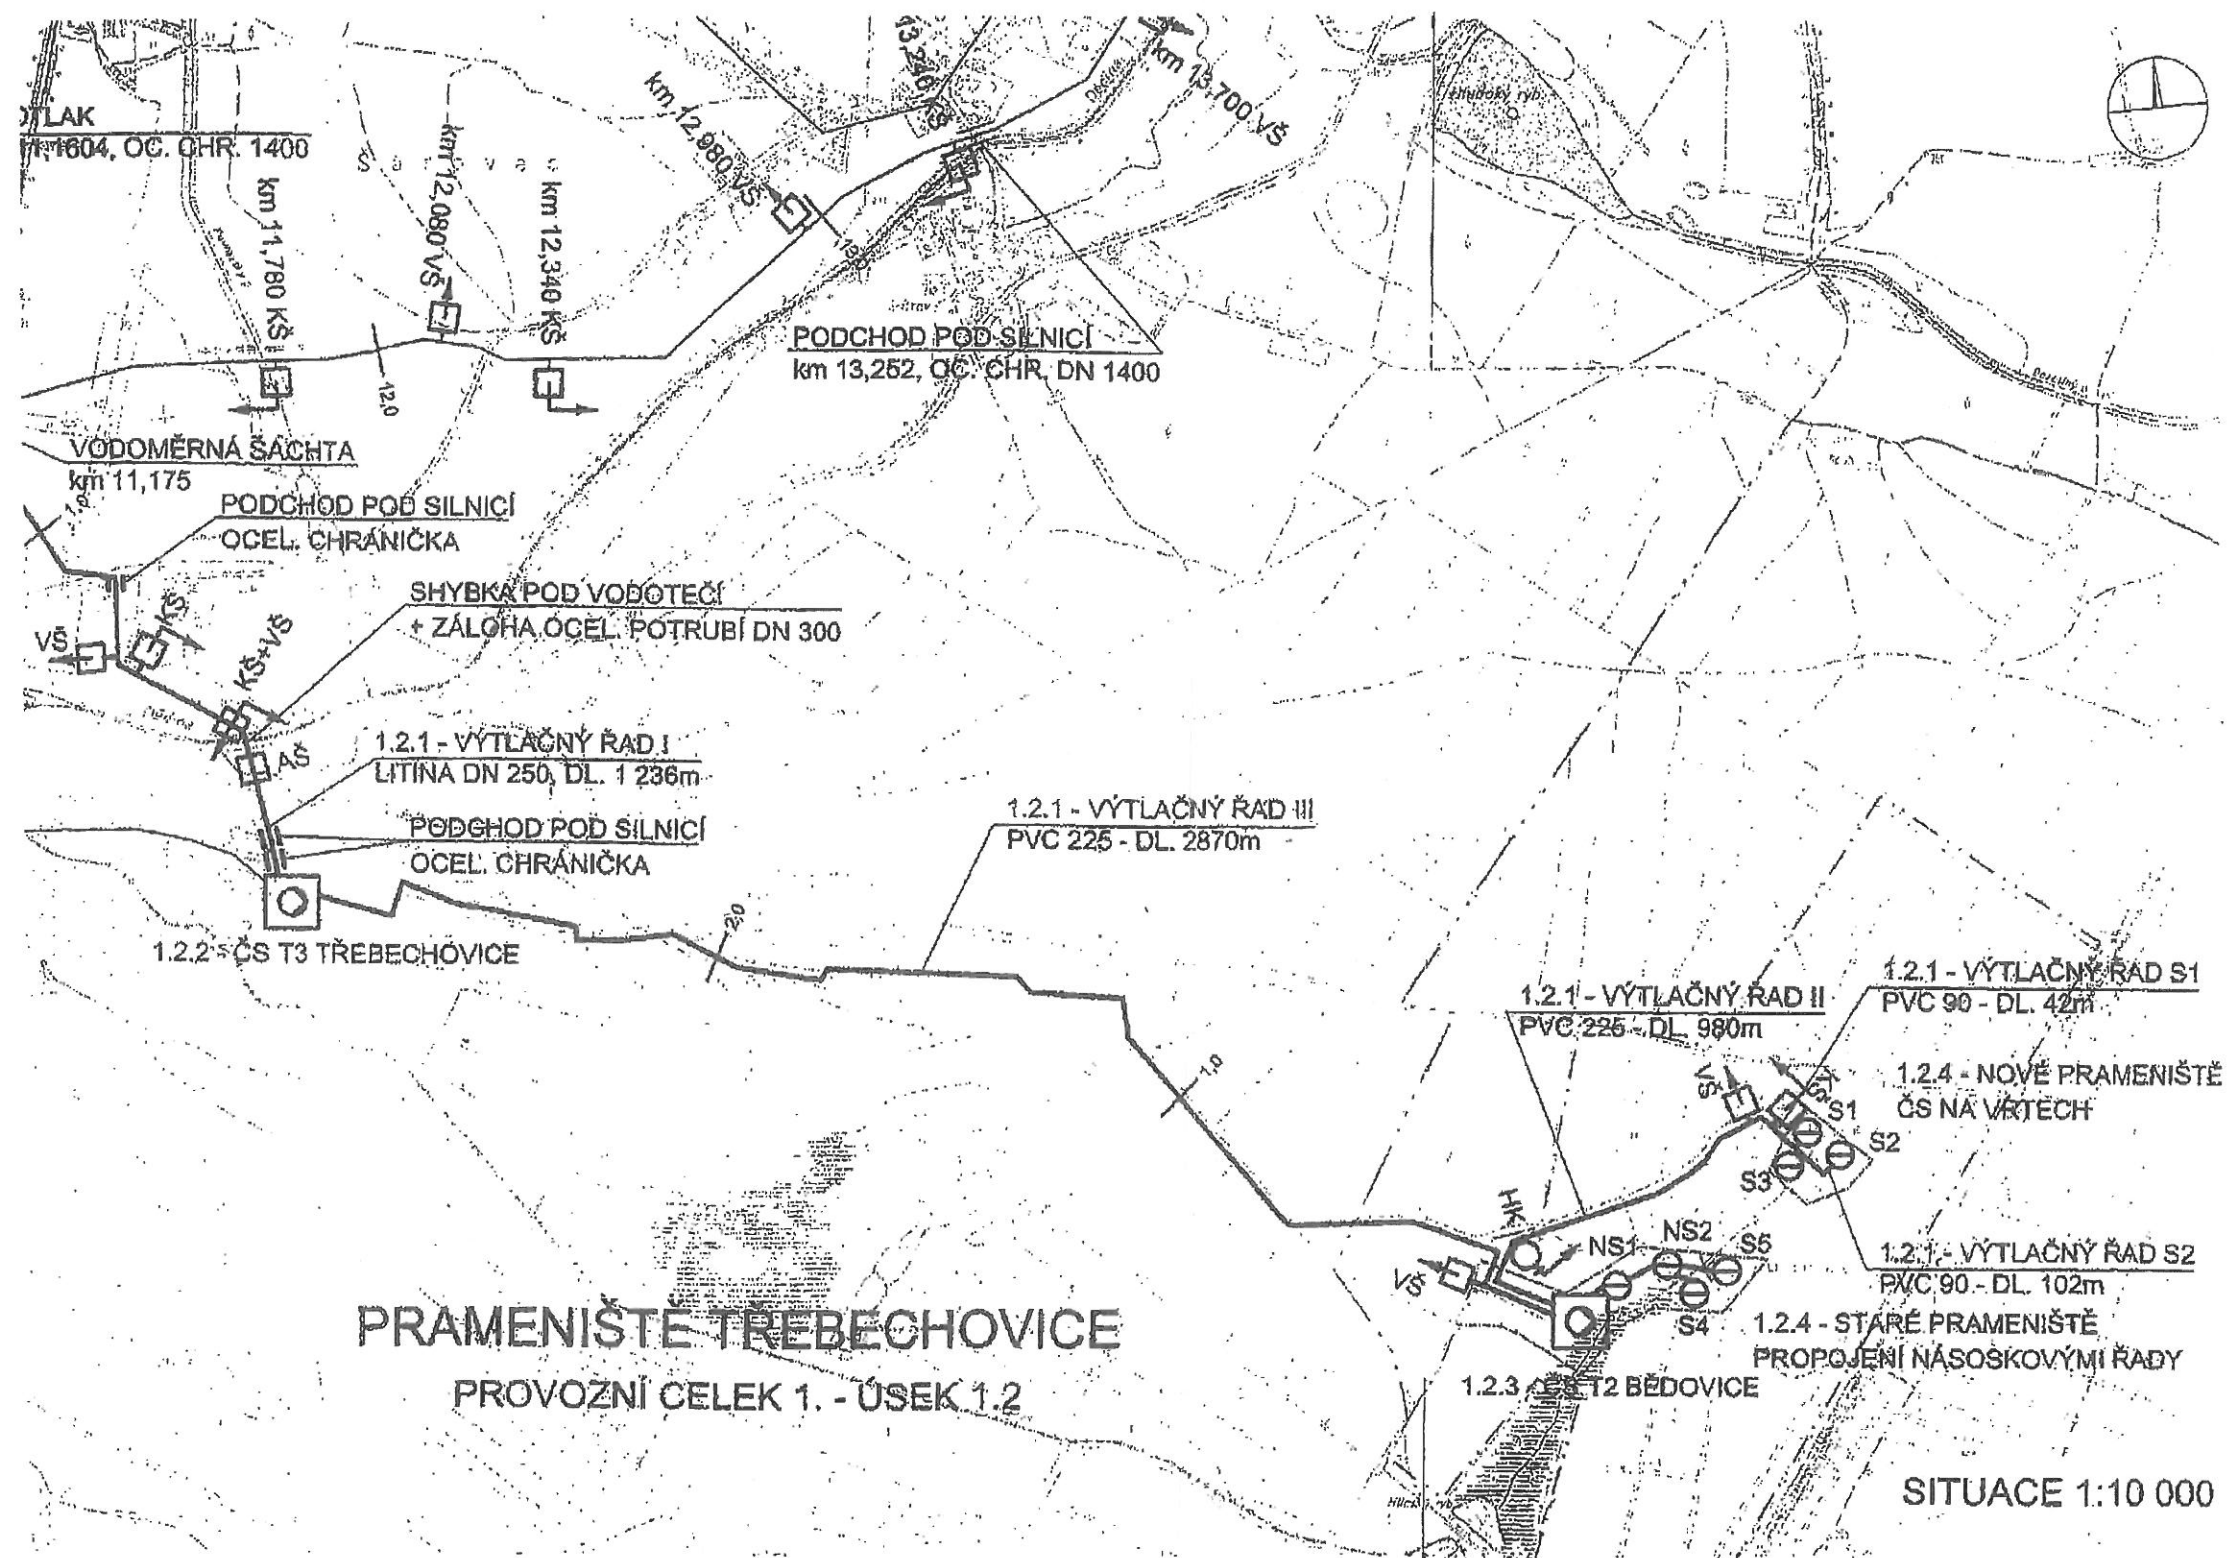 OTLAK
1604, OC. CHR. 1400
km 11,780 KŠ
km 12,080 VŠ
km 12,340 KŠ
km 12,980 VŠ
13,240 KŠ
km 13,700 VŠ
12,0
PODCHOD POD SILNICÍ
km 13,252, OC. CHR. DN 1400
VODOMĚRNÁ ŠACHTA
km 11,175
PODCHOD POD SILNICÍ
OCEL. CHRÁNIČKA
SHYBKA POD VODOTEČÍ
+ ZÁLOHA OCEL. POTRUBÍ DN 300
VŠ
KŠ
KŠ+VŠ
AŠ
1.2.1 - VÝTLAČNÝ ŘAD I
LITINA DN 250, DL. 1 236m
PODCHOD POD SILNICÍ
OCEL. CHRÁNIČKA
1.2.2 - ČS T3 TŘEBECHOVICE
2,0
1.2.1 - VÝTLAČNÝ ŘAD III
PVC 225 - DL. 2870m
1,0
1.2.1 - VÝTLAČNÝ ŘAD II
PVC 225 - DL. 980m
1.2.1 - VÝTLAČNÝ ŘAD S1
PVC 90 - DL. 42m
1.2.4 - NOVÉ PRAMENIŠTĚ
ČS NA VRTECH
VŠ
KŠ
S1
S2
S3
HK
NS1
NS2
S5
S4
VŠ
1.2.1 - VÝTLAČNÝ ŘAD S2
PVC 90 - DL. 102m
1.2.4 - STARÉ PRAMENIŠTĚ
PROPOJENÍ NÁSOSKOVÝMI ŘADY
1.2.3 - ČS T2 BĚDOVICE
PRAMENIŠTĚ TŘEBECHOVICE
PROVOZNÍ CELEK 1. - ÚSEK 1.2
SITUACE 1:10 000